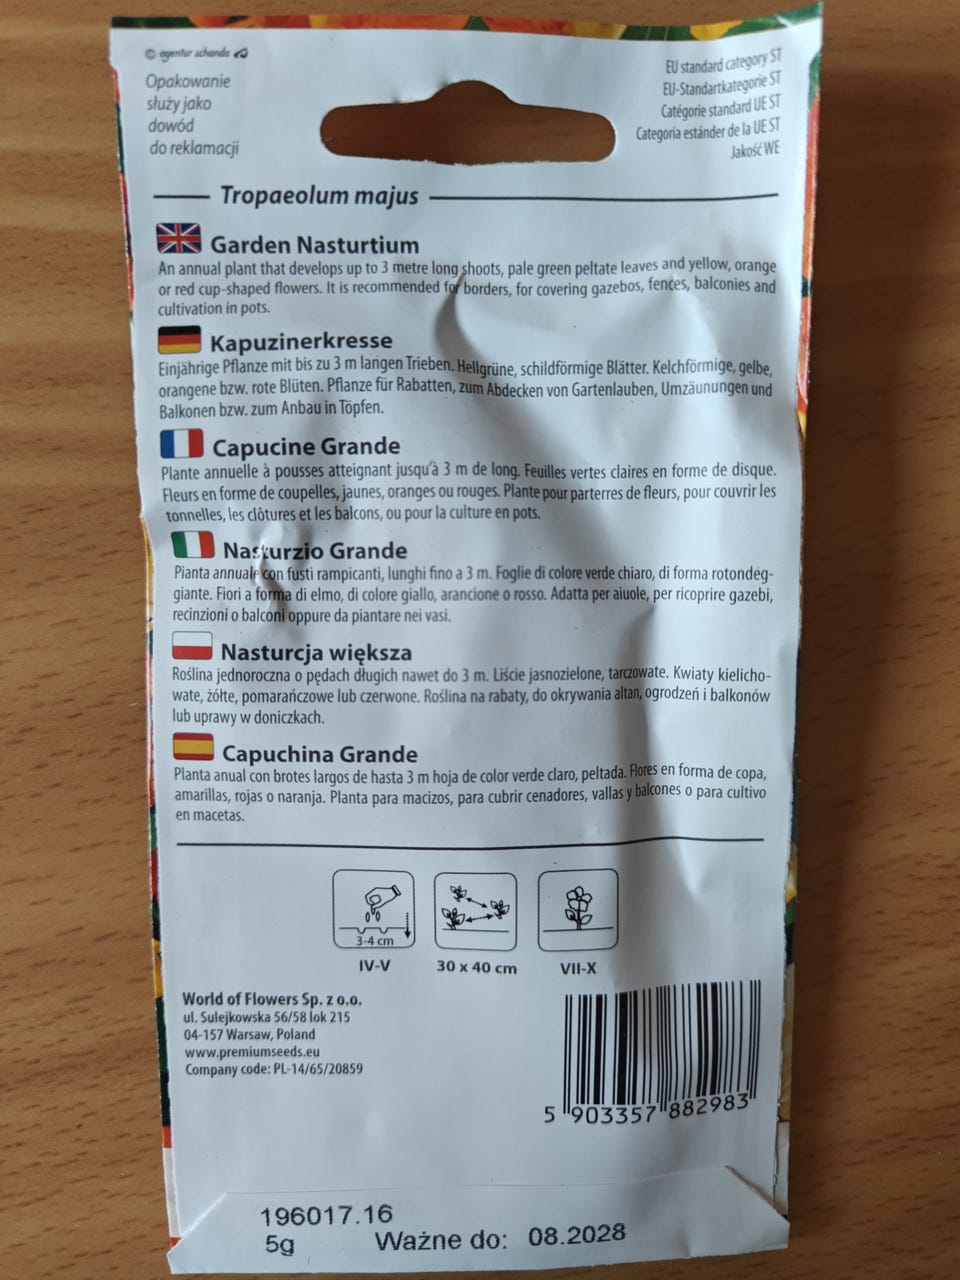 © agentur schando
Opakowanie
służy jako
dowód
do reklamacji
EU standard category ST
EU-Standartkategorie ST
Catégorie standard UE ST
Categoria estánder de la UE ST
Jakość WE
Tropaeolum majus
Garden Nasturtium
An annual plant that develops up to 3 metre long shoots, pale green peltate leaves and yellow, orange
or red cup-shaped flowers. It is recommended for borders, for covering gazebos, fences, balconies and
cultivation in pots.
Kapuzinerkresse
Einjährige Pflanze mit bis zu 3 m langen Trieben. Hellgrüne, schildförmige Blätter. Kelchförmige, gelbe,
orangene bzw. rote Blüten. Pflanze für Rabatten, zum Abdecken von Gartenlauben, Umzäunungen und
Balkonen bzw. zum Anbau in Töpfen.
Capucine Grande
Plante annuelle à pousses atteignant jusqu'à 3 m de long. Feuilles vertes claires en forme de disque.
Fleurs en forme de coupelles, jaunes, oranges ou rouges. Plante pour parterres de fleurs, pour couvrir les
tonnelles, les clôtures et les balcons, ou pour la culture en pots.
Nasturzio Grande
Pianta annuale con fusti rampicanti, lunghi fino a 3 m. Foglie di colore verde chiaro, di forma rotondeg-
giante. Fiori a forma di elmo, di colore giallo, arancione o rosso. Adatta per aiuole, per ricoprire gazebi,
recinzioni o balconi oppure da piantare nei vasi.
Nasturcja większa
Roślina jednoroczna o pędach długich nawet do 3 m. Liście jasnozielone, tarczowate. Kwiaty kielicho-
wate, żółte, pomarańczowe lub czerwone. Roślina na rabaty, do okrywania altan, ogrodzeń i balkonów
lub uprawy w doniczkach.
Capuchina Grande
Planta anual con brotes largos de hasta 3 m hoja de color verde claro, peltada. Flores en forma de copa,
amarillas, rojas o naranja. Planta para macizos, para cubrir cenadores, vallas y balcones o para cultivo
en macetas.
3-4 cm
IV-V
30 x 40 cm
VII-X
World of Flowers Sp. z o.o.
ul. Sulejkowska 56/58 lok 215
04-157 Warsaw, Poland
www.premiumseeds.eu
Company code: PL-14/65/20859
5 903357 882983
196017.16
5g Ważne do: 08.2028